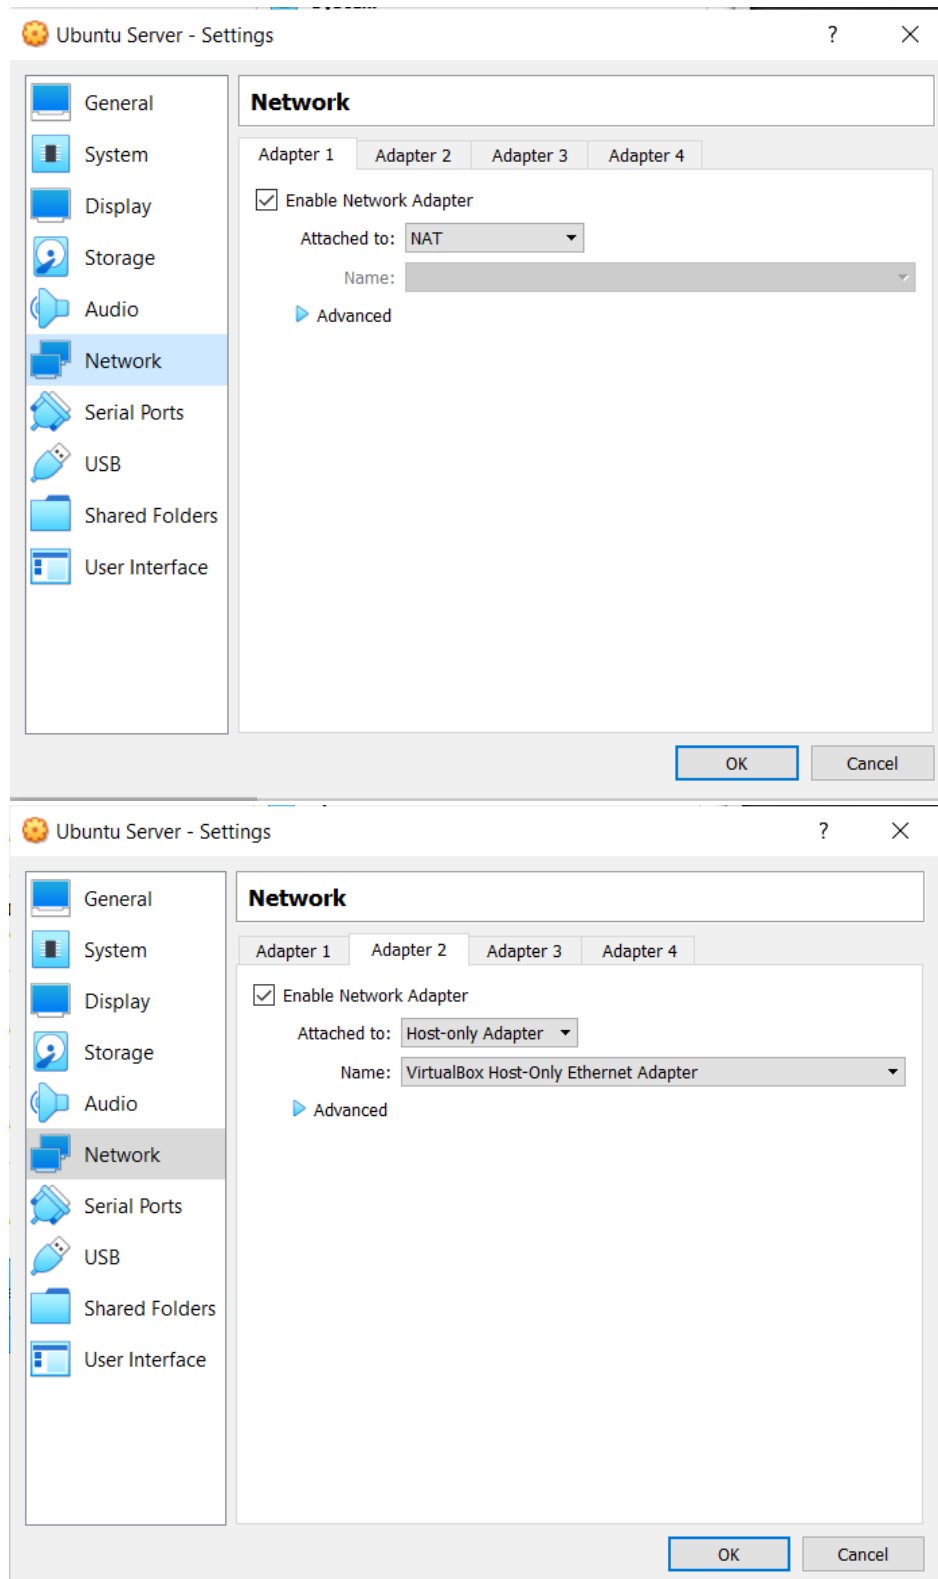 Ubuntu Server - Settings ? ×
General
System
Display
Storage
Audio
Network
Serial Ports
USB
Shared Folders
User Interface
Network
Adapter 1 Adapter 2 Adapter 3 Adapter 4
Enable Network Adapter
Attached to: NAT
Name:
Advanced
OK Cancel
Ubuntu Server - Settings ? ×
General
System
Display
Storage
Audio
Network
Serial Ports
USB
Shared Folders
User Interface
Network
Adapter 1 Adapter 2 Adapter 3 Adapter 4
Enable Network Adapter
Attached to: Host-only Adapter
Name: VirtualBox Host-Only Ethernet Adapter
Advanced
OK Cancel